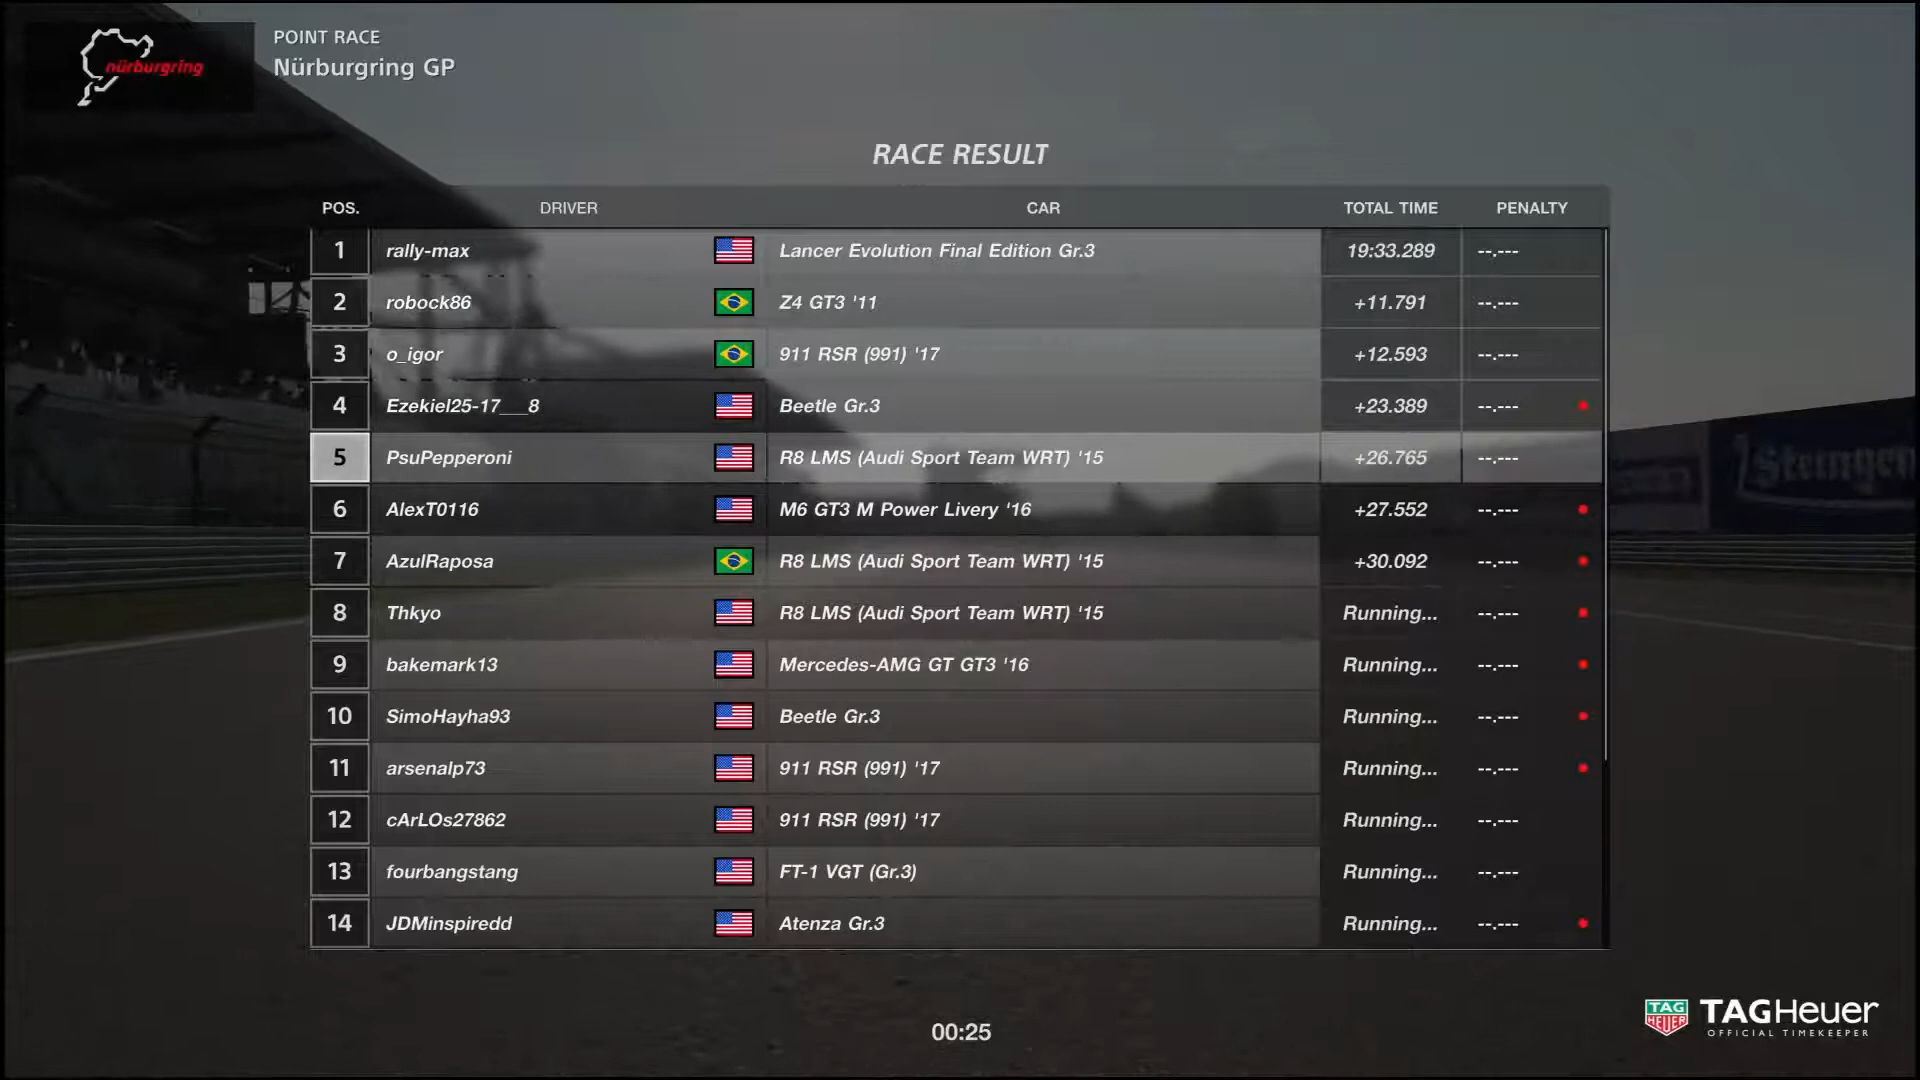 nürburgring
POINT RACE
Nürburgring GP
RACE RESULT
POS. DRIVER CAR TOTAL TIME PENALTY
1 rally-max Lancer Evolution Final Edition Gr.3 19:33.289 --.---
2 robock86 Z4 GT3 '11 +11.791 --.---
3 o_igor 911 RSR (991) '17 +12.593 --.---
4 Ezekiel25-17___8 Beetle Gr.3 +23.389 --.---
5 PsuPepperoni R8 LMS (Audi Sport Team WRT) '15 +26.765 --.---
6 AlexT0116 M6 GT3 M Power Livery '16 +27.552 --.---
7 AzulRaposa R8 LMS (Audi Sport Team WRT) '15 +30.092 --.---
8 Thkyo R8 LMS (Audi Sport Team WRT) '15 Running... --.---
9 bakemark13 Mercedes-AMG GT GT3 '16 Running... --.---
10 SimoHayha93 Beetle Gr.3 Running... --.---
11 arsenalp73 911 RSR (991) '17 Running... --.---
12 cArLOs27862 911 RSR (991) '17 Running... --.---
13 fourbangstang FT-1 VGT (Gr.3) Running... --.---
14 JDMinspiredd Atenza Gr.3 Running... --.---
00:25
TAG HEUER TAGHeuer
OFFICIAL TIMEKEEPER